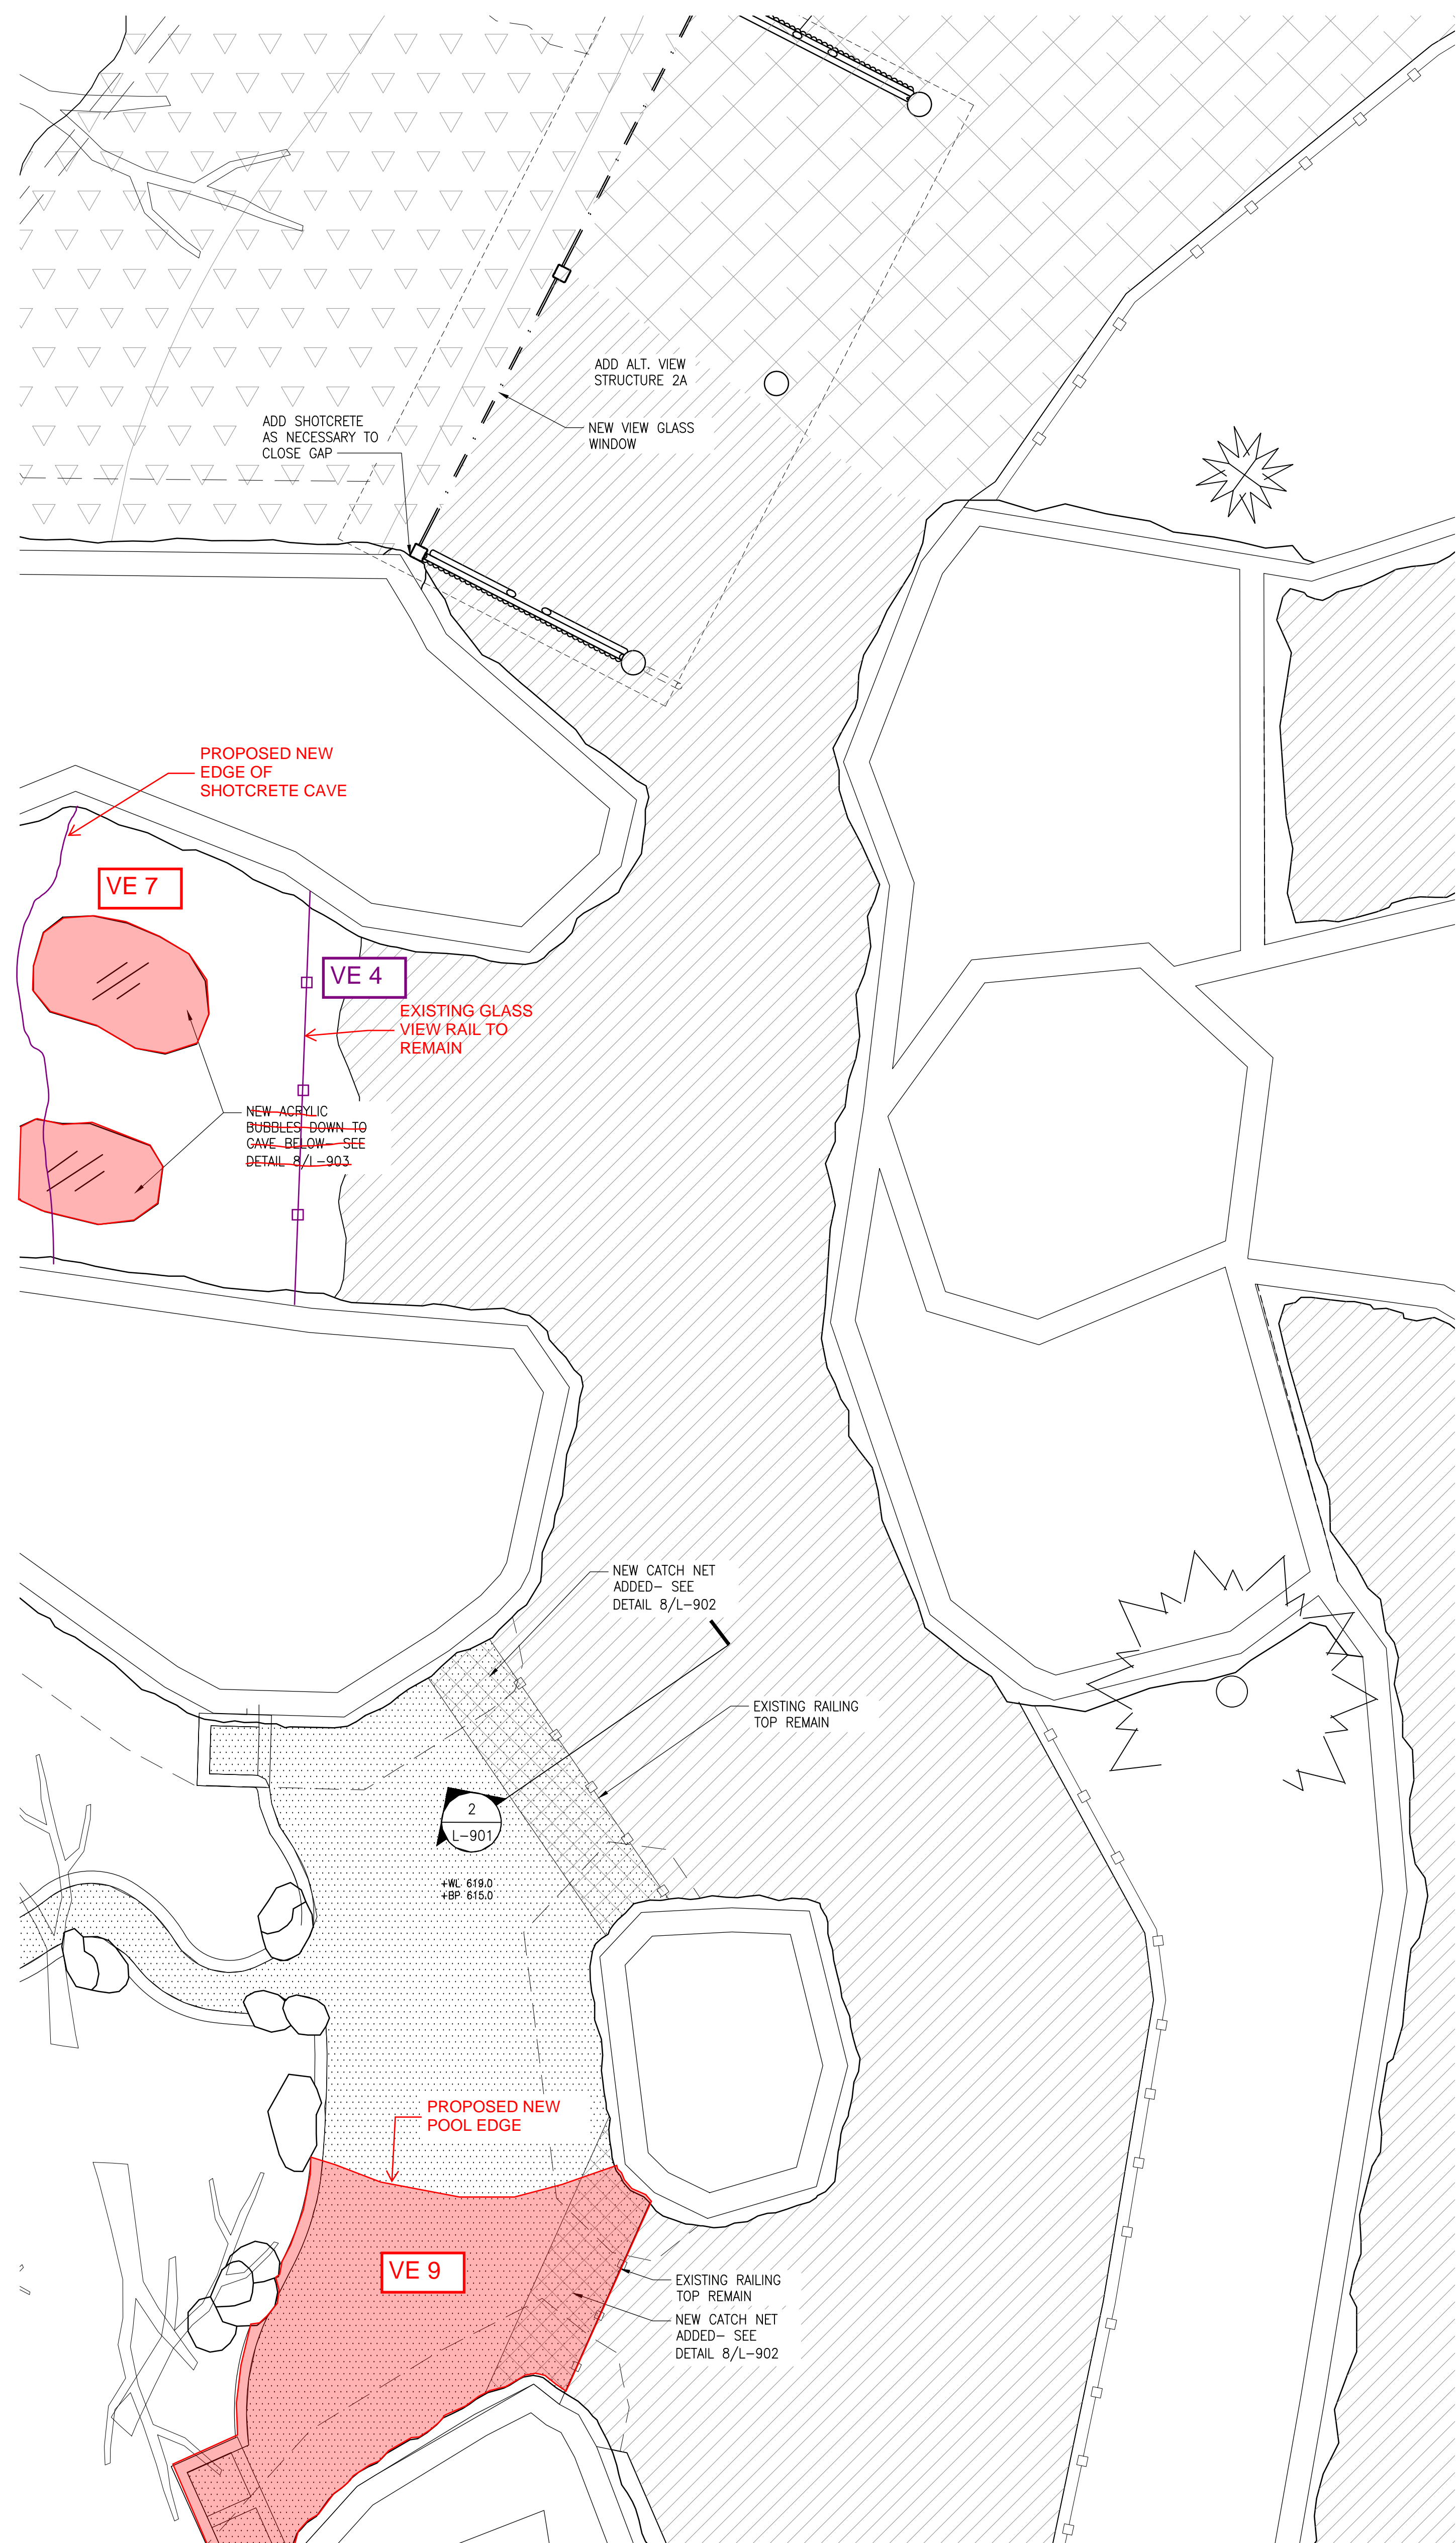 ADD ALT. VIEW
STRUCTURE 2A
NEW VIEW GLASS
WINDOW
ADD SHOTCRETE
AS NECESSARY TO
CLOSE GAP
PROPOSED NEW
EDGE OF
SHOTCRETE CAVE
VE 7
VE 4
EXISTING GLASS
VIEW RAIL TO
REMAIN
NEW ACRYLIC
BUBBLES DOWN TO
CAVE BELOW- SEE
DETAIL 8/L-903
NEW CATCH NET
ADDED- SEE
DETAIL 8/L-902
EXISTING RAILING
TOP REMAIN
2
L-901
+WL 619.0
+BP 615.0
PROPOSED NEW
POOL EDGE
VE 9
EXISTING RAILING
TOP REMAIN
NEW CATCH NET
ADDED- SEE
DETAIL 8/L-902